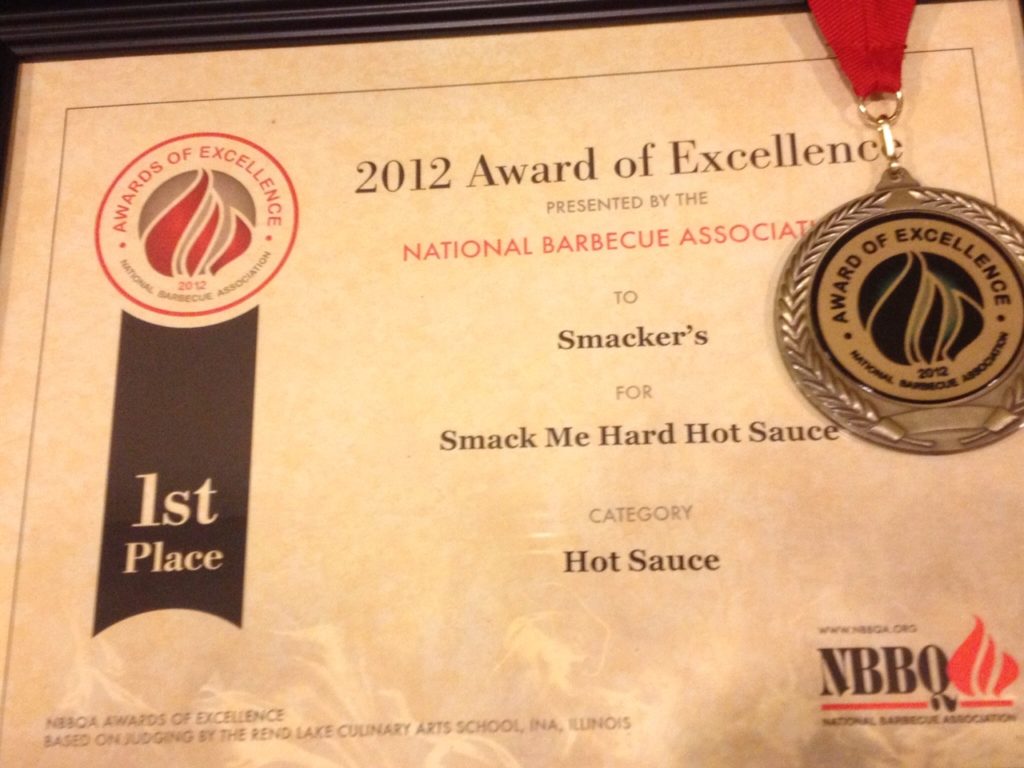 2012 Award of Excellence
PRESENTED BY THE
NATIONAL BARBECUE ASSOCIATI
TO
Smacker's
FOR
Smack Me Hard Hot Sauce
CATEGORY
Hot Sauce
AWARDS OF EXCELLENCE
2012
NATIONAL BARBECUE ASSOCIATION
1st
Place
AWARD OF EXCELLENCE
2012
NATIONAL BARBECUE ASSOCIATION
NBBQA AWARDS OF EXCELLENCE
BASED ON JUDGING BY THE REND LAKE CULINARY ARTS SCHOOL, INA, ILLINOIS
WWW.NBBQA.ORG
NBBQ
NATIONAL BARBECUE ASSOCIATION